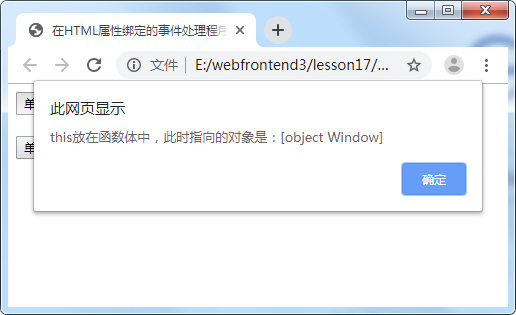 在HTML属性绑定的事件处理程序
文件 E:/webfrontend3/lesson17/...
单
此网页显示
this放在函数体中，此时指向的对象是：[object Window]
单
确定